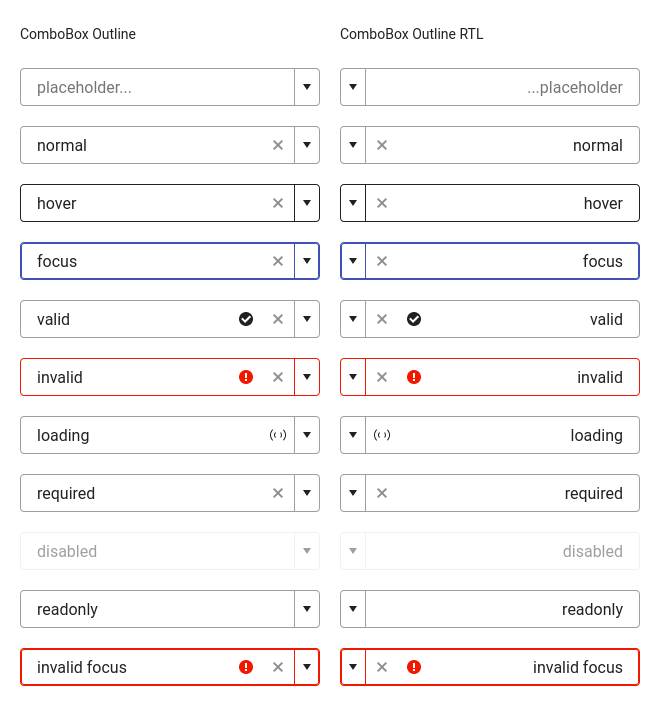 ComboBox Outline
ComboBox Outline RTL
placeholder...
...placeholder
normal
normal
hover
hover
focus
focus
valid
valid
invalid
invalid
loading
loading
required
required
disabled
disabled
readonly
readonly
invalid focus
invalid focus